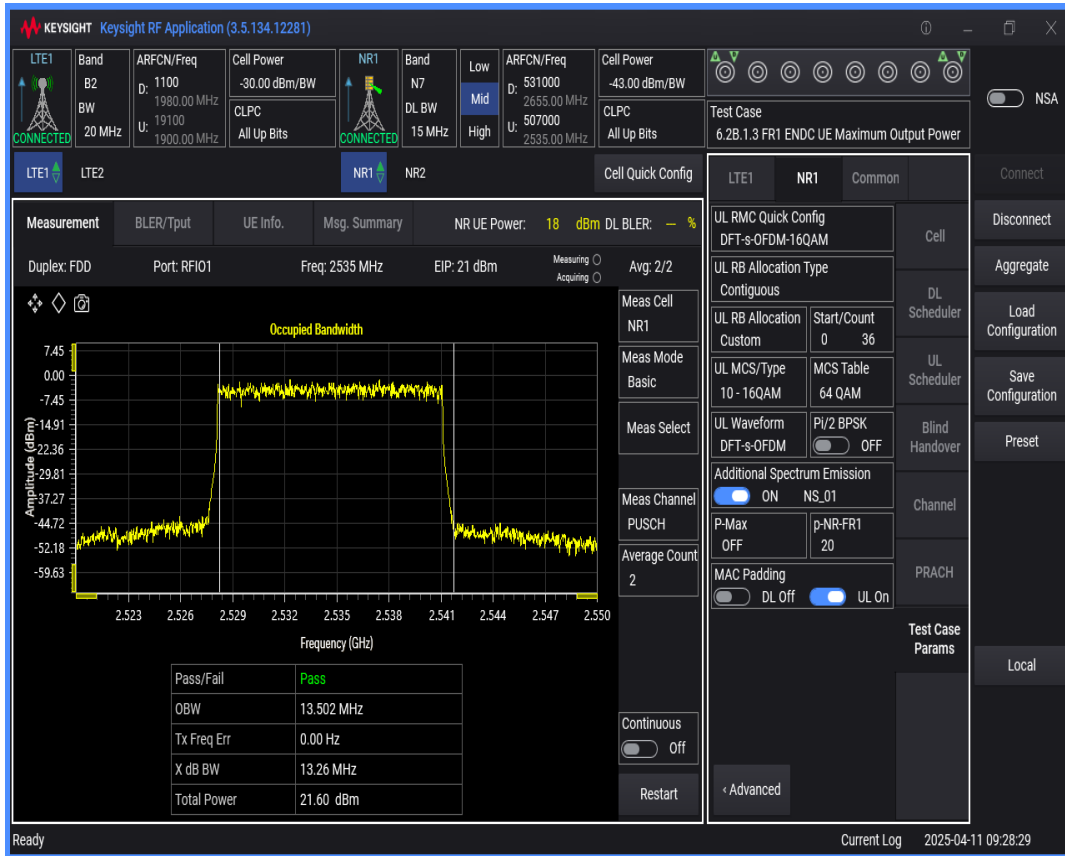 KEYSIGHT Keysight RF Application (3.5.134.12281)
LTE1
CONNECTED
Band
B2
BW
20 MHz
ARFCN/Freq
D: 1100
1980.00 MHz
U: 19100
1900.00 MHz
Cell Power
-30.00 dBm/BW
CLPC
All Up Bits
NR1
CONNECTED
Band
N7
DL BW
15 MHz
Low
Mid
High
ARFCN/Freq
D: 531000
2655.00 MHz
U: 507000
2535.00 MHz
Cell Power
-43.00 dBm/BW
CLPC
All Up Bits
Test Case
6.2B.1.3 FR1 ENDC UE Maximum Output Power
NSA
LTE1 LTE2 NR1 NR2 Cell Quick Config
Measurement BLER/Tput UE Info. Msg. Summary NR UE Power: 18 dBm DL BLER: --- %
Duplex: FDD Port: RFIO1 Freq: 2535 MHz EIP: 21 dBm Measuring Acquiring Avg: 2/2
Occupied Bandwidth
Amplitude (dBm)
7.45
0.00
-7.45
-14.91
-22.36
-29.81
-37.27
-44.72
-52.18
-59.63
2.523 2.526 2.529 2.532 2.535 2.538 2.541 2.544 2.547 2.550
Frequency (GHz)
Pass/Fail Pass
OBW 13.502 MHz
Tx Freq Err 0.00 Hz
X dB BW 13.26 MHz
Total Power 21.60 dBm
Meas Cell
NR1
Meas Mode
Basic
Meas Select
Meas Channel
PUSCH
Average Count
2
Continuous
Off
Restart
LTE1 NR1 Common
UL RMC Quick Config
DFT-s-OFDM-16QAM
UL RB Allocation Type
Contiguous
UL RB Allocation
Custom
Start/Count
0 36
UL MCS/Type
10 - 16QAM
MCS Table
64 QAM
UL Waveform
DFT-s-OFDM
Pi/2 BPSK
OFF
Additional Spectrum Emission
ON NS_01
P-Max
OFF
p-NR-FR1
20
MAC Padding
DL Off UL On
‹ Advanced
Cell
DL
Scheduler
UL
Scheduler
Blind
Handover
Channel
PRACH
Test Case
Params
Connect
Disconnect
Aggregate
Load
Configuration
Save
Configuration
Preset
Local
Ready Current Log 2025-04-11 09:28:29